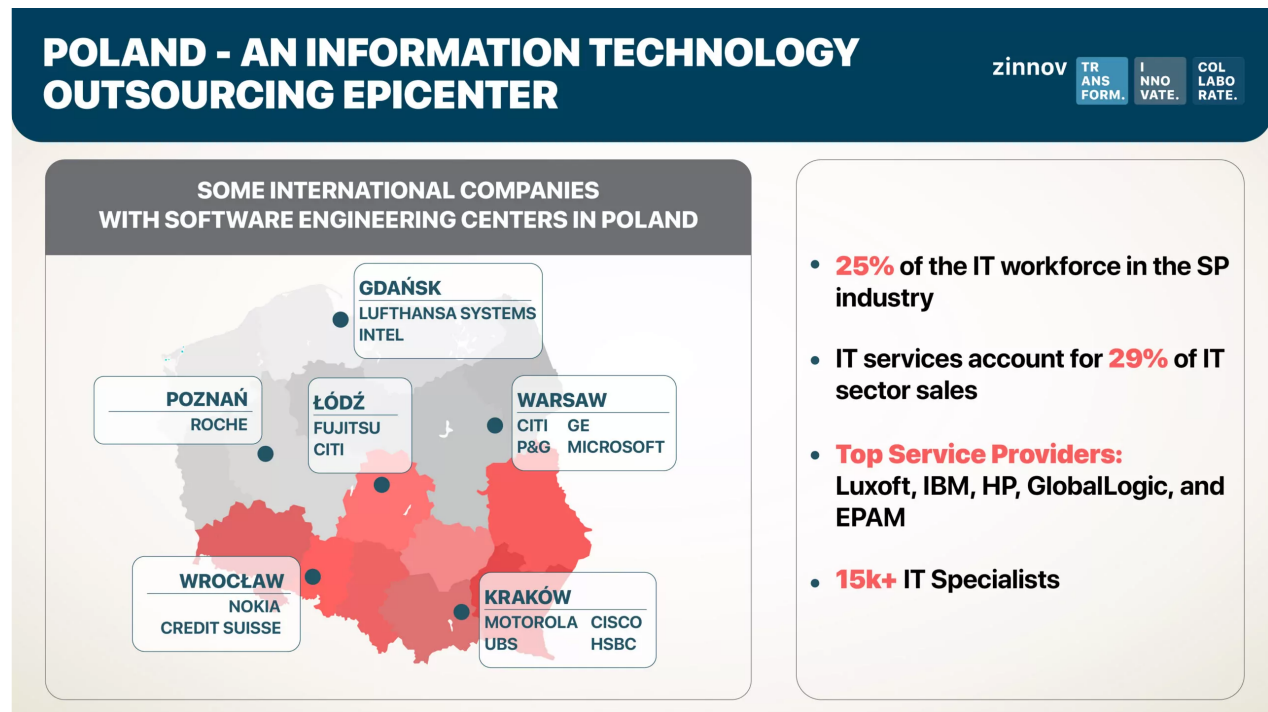 POLAND - AN INFORMATION TECHNOLOGY
OUTSOURCING EPICENTER
zinnov
TR
ANS
FORM.
I
NNO
VATE.
COL
LABO
RATE.
SOME INTERNATIONAL COMPANIES
WITH SOFTWARE ENGINEERING CENTERS IN POLAND
GDAŃSK
LUFTHANSA SYSTEMS
INTEL
POZNAŃ
ROCHE
ŁÓDŹ
FUJITSU
CITI
WARSAW
CITI GE
P&G MICROSOFT
WROCŁAW
NOKIA
CREDIT SUISSE
KRAKÓW
MOTOROLA CISCO
UBS HSBC
• 25% of the IT workforce in the SP
industry
• IT services account for 29% of IT
sector sales
• Top Service Providers:
Luxoft, IBM, HP, GlobalLogic, and
EPAM
• 15k+ IT Specialists